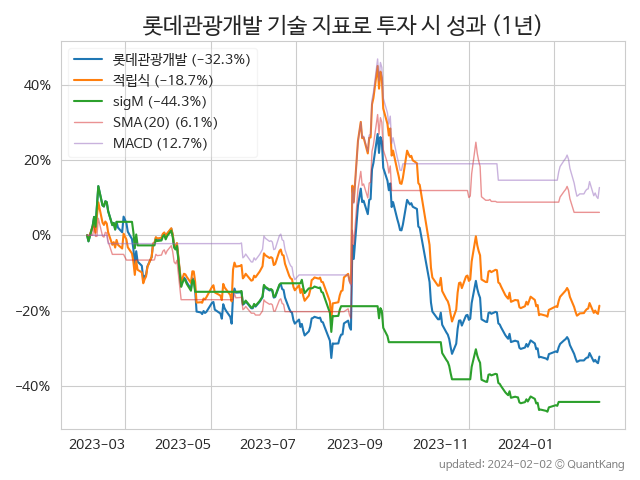 롯데관광개발 기술 지표로 투자 시 성과 (1년)
롯데관광개발 (−32.3%)
적립식 (−18.7%)
sigM (−44.3%)
SMA(20) (6.1%)
MACD (12.7%)
40%
20%
0%
−20%
−40%
2023−03
2023−05
2023−07
2023−09
2023−11
2024−01
updated: 2024−02−02 © QuantKang